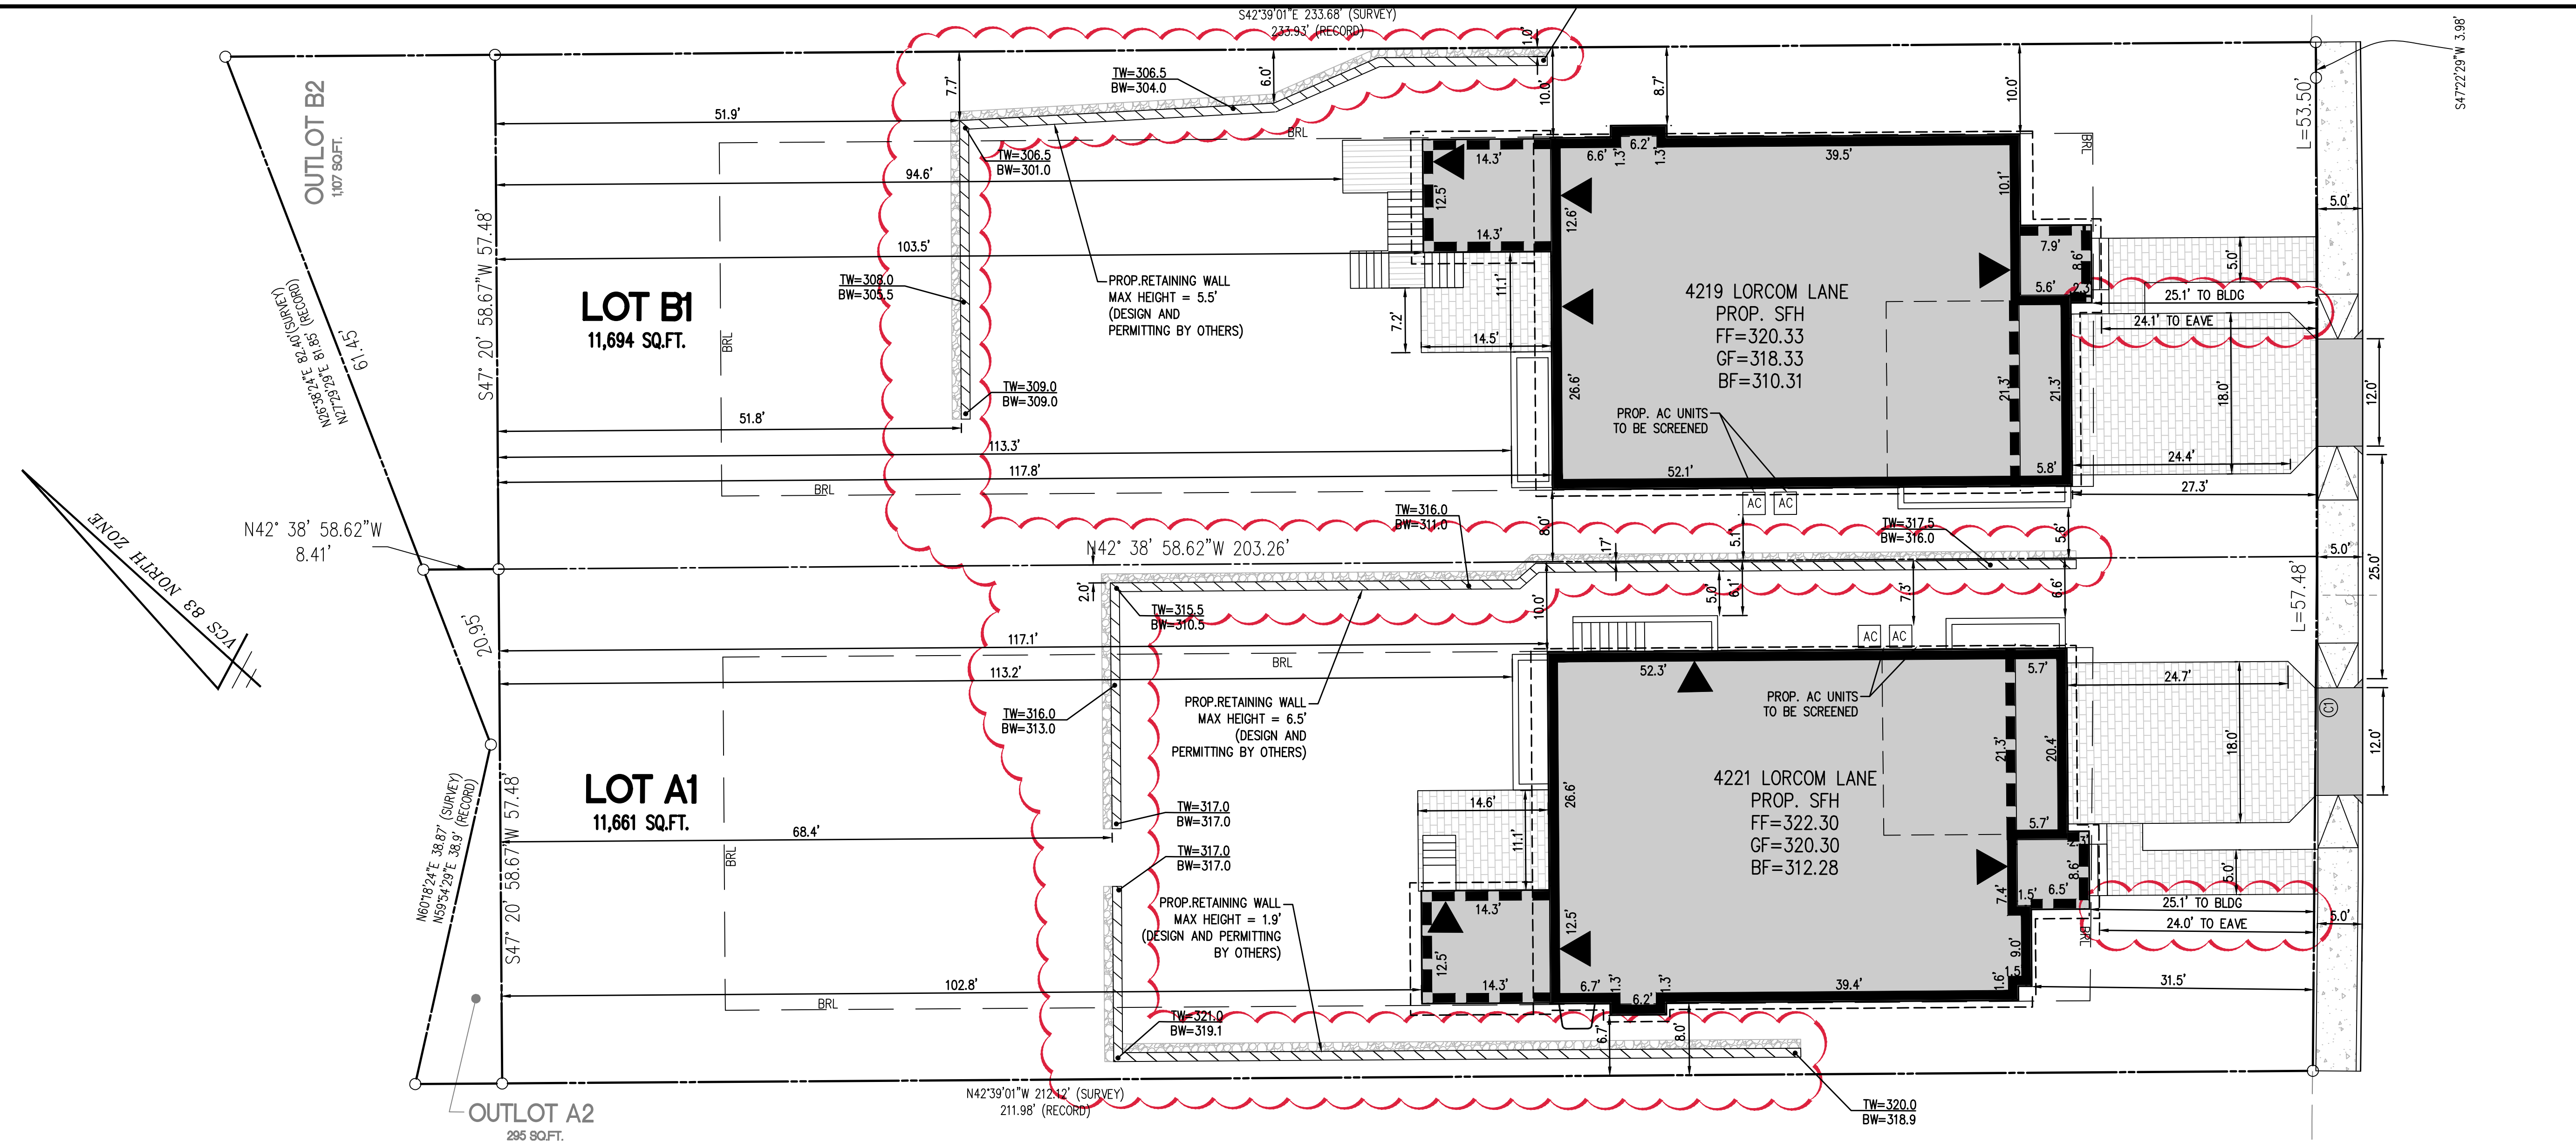 S42°39'01"E 233.68' (SURVEY)
233.93' (RECORD)
1.0'
S47°22'29"W 3.98'
OUTLOT B2
1,107 SQ.FT.
7.7'
TW=306.5
BW=304.0
6.0'
10.0'
8.7'
10.0'
L=53.50'
51.9'
BRL
BRL
TW=306.5
BW=301.0
14.3'
6.6'
1.3'
6.2'
1.3'
39.5'
94.6'
12.5'
12.6'
10.1'
5.0'
S47° 20' 58.67"W 57.48'
103.5'
14.3'
7.9'
8.6'
5.0'
TW=308.0
BW=305.5
PROP.RETAINING WALL
MAX HEIGHT = 5.5'
(DESIGN AND
PERMITTING BY OTHERS)
11.1'
5.6'
2.3'
25.1' TO BLDG
24.1' TO EAVE
N26°38'24"E 82.40' (SURVEY)
N27°29'29"E 81.85' (RECORD)
61.45'
LOT B1
11,694 SQ.FT.
BRL
7.2'
14.5'
4219 LORCOM LANE
PROP. SFH
FF=320.33
GF=318.33
BF=310.31
TW=309.0
BW=309.0
26.6'
21.3'
21.3'
18.0'
12.0'
51.8'
PROP. AC UNITS
TO BE SCREENED
113.3'
117.8'
52.1'
5.8'
24.4'
27.3'
BRL
AC
AC
VCS 83 NORTH ZONE
N42° 38' 58.62"W
8.41'
TW=316.0
BW=311.0
8.0'
5.1'
TW=317.5
BW=316.0
5.6'
N42° 38' 58.62"W 203.26'
.17'
5.0'
25.0'
2.0'
10.0'
5.0'
6.1'
7.3'
6.6'
L=57.48'
TW=315.5
BW=310.5
20.95'
117.1'
113.2'
BRL
AC
AC
52.3'
5.7'
24.7'
PROP. AC UNITS
TO BE SCREENED
TW=316.0
BW=313.0
PROP.RETAINING WALL
MAX HEIGHT = 6.5'
(DESIGN AND
PERMITTING BY OTHERS)
C1
12.0'
21.3'
20.4'
18.0'
N60°18'24"E 38.87' (SURVEY)
N59°54'29"E 38.9' (RECORD)
S47° 20' 58.67"W 57.48'
LOT A1
11,661 SQ.FT.
4221 LORCOM LANE
PROP. SFH
FF=322.30
GF=320.30
BF=312.28
TW=317.0
BW=317.0
14.6'
26.6'
68.4'
BRL
11.1'
5.7'
2.3'
TW=317.0
BW=317.0
8.6'
5.0'
7.4'
1.5'
6.5'
PROP.RETAINING WALL
MAX HEIGHT = 1.9'
(DESIGN AND PERMITTING
BY OTHERS)
14.3'
12.5'
25.1' TO BLDG
24.0' TO EAVE
5.0'
BRL
12.5'
9.0'
1.5
1.6'
102.8'
14.3'
6.7'
1.3'
6.2'
1.3'
39.4'
31.5'
BRL
TW=321.0
BW=319.1
6.7'
8.0'
N42°39'01"W 212.12' (SURVEY)
211.98' (RECORD)
TW=320.0
BW=318.9
OUTLOT A2
295 SQ.FT.